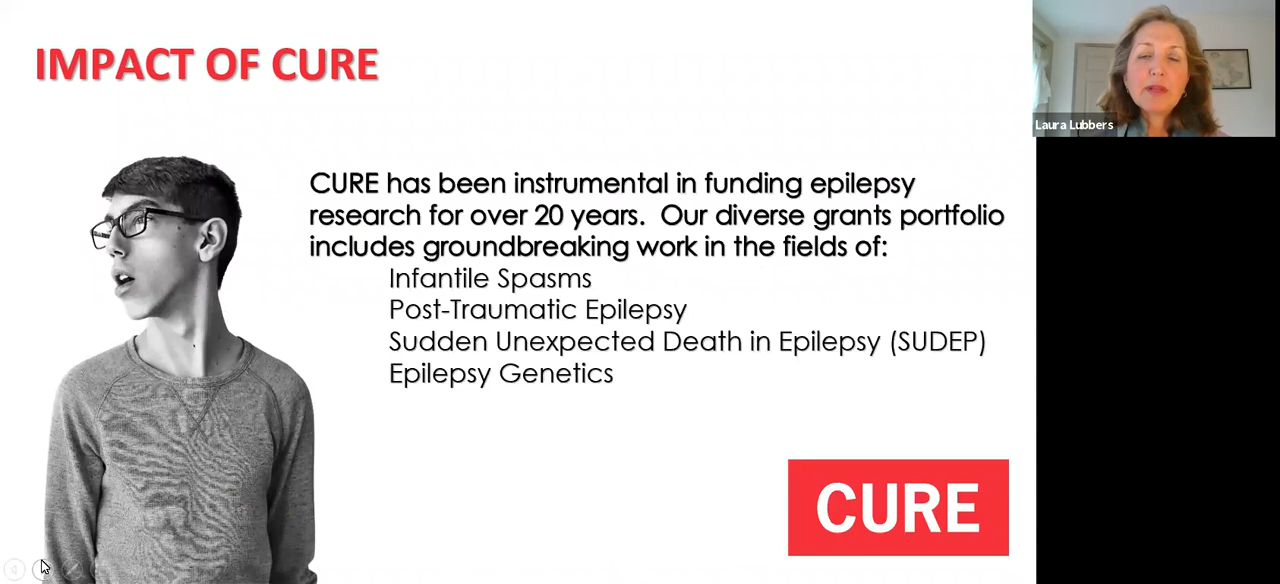 IMPACT OF CURE
Laura Lubbers
CURE has been instrumental in funding epilepsy
research for over 20 years. Our diverse grants portfolio
includes groundbreaking work in the fields of:
Infantile Spasms
Post-Traumatic Epilepsy
Sudden Unexpected Death in Epilepsy (SUDEP)
Epilepsy Genetics
CURE